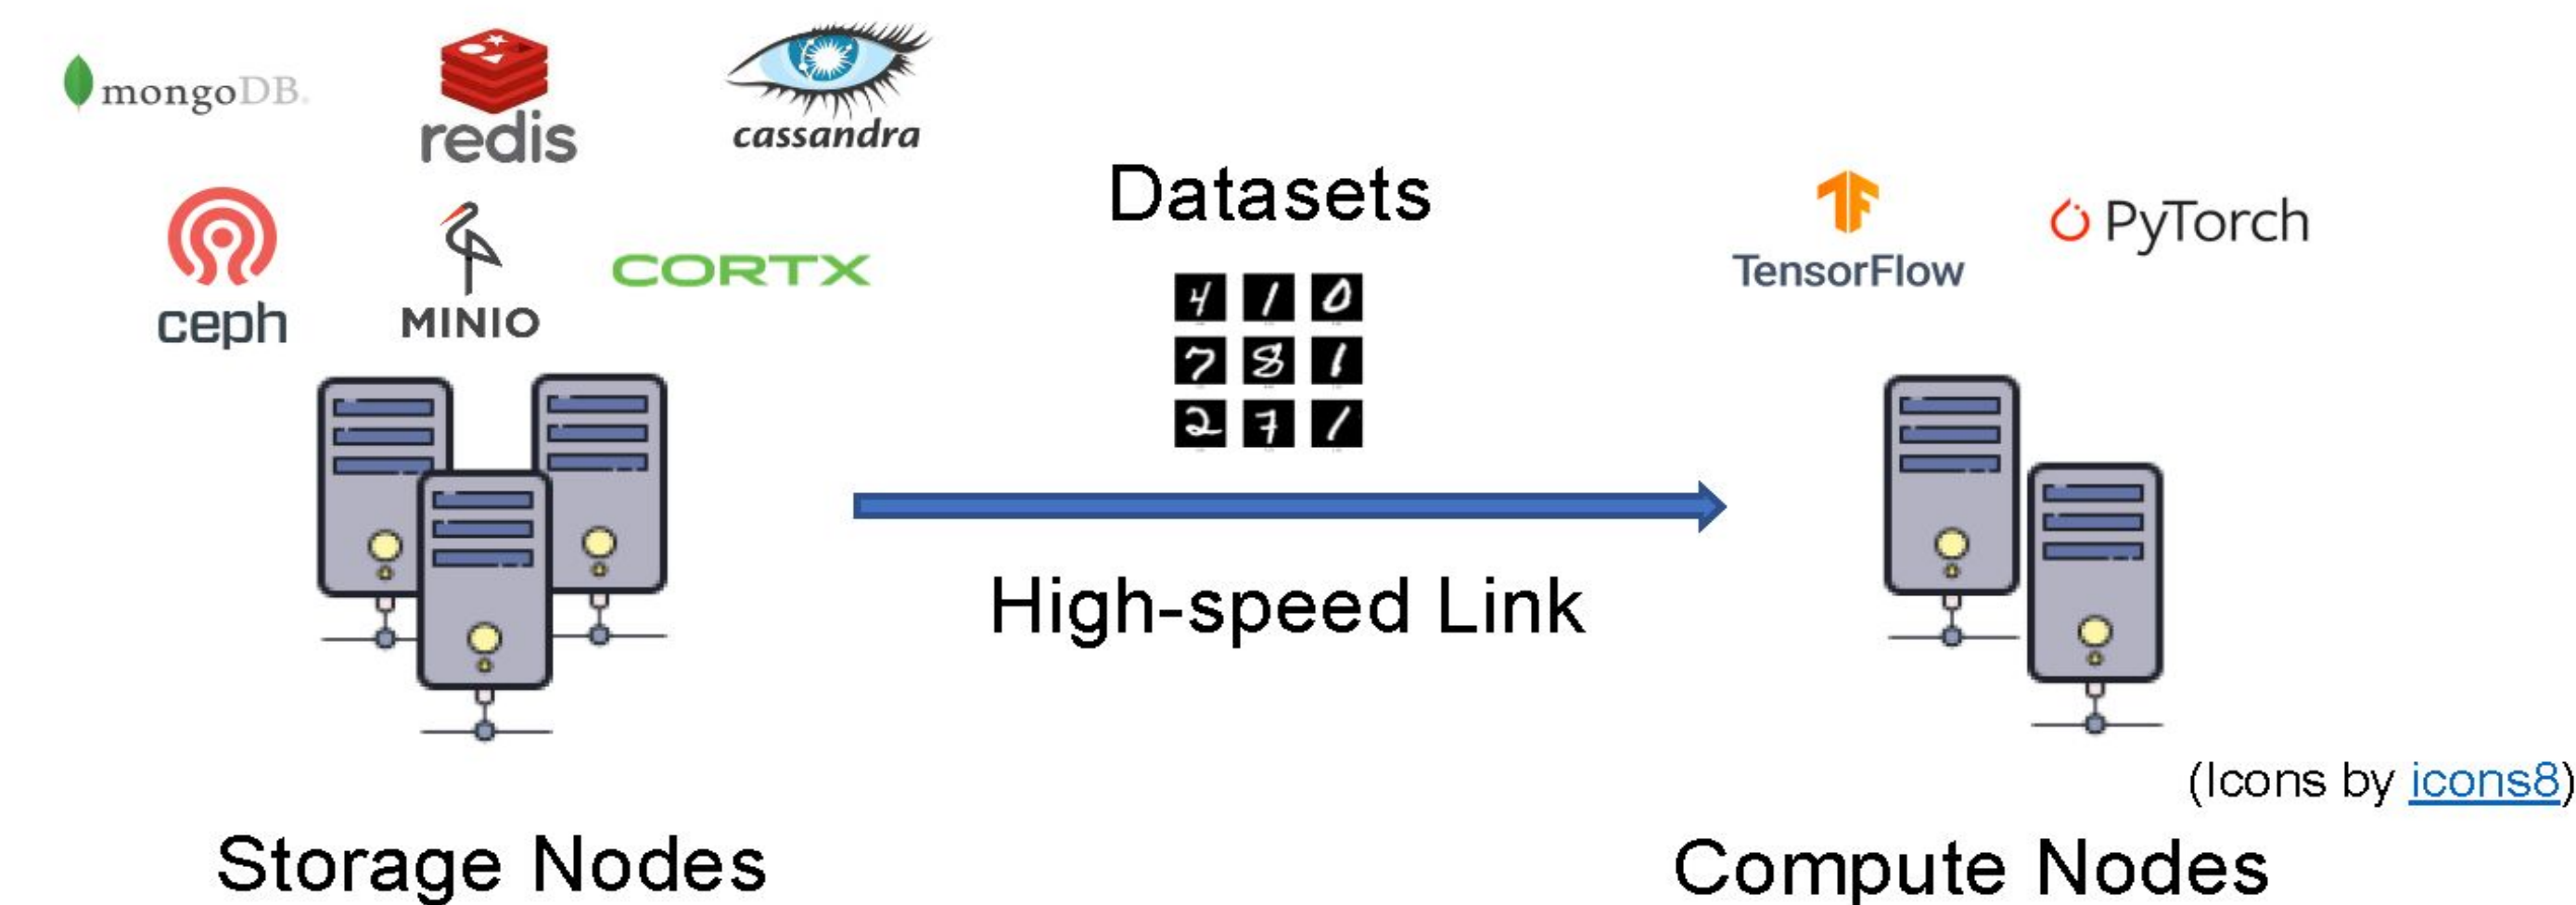 mongoDB.
redis
cassandra
ceph
MINIO
CORTX
Datasets
4 1 0
7 8 1
2 7 1
High-speed Link
TensorFlow
PyTorch
(Icons by icons8)
Storage Nodes
Compute Nodes